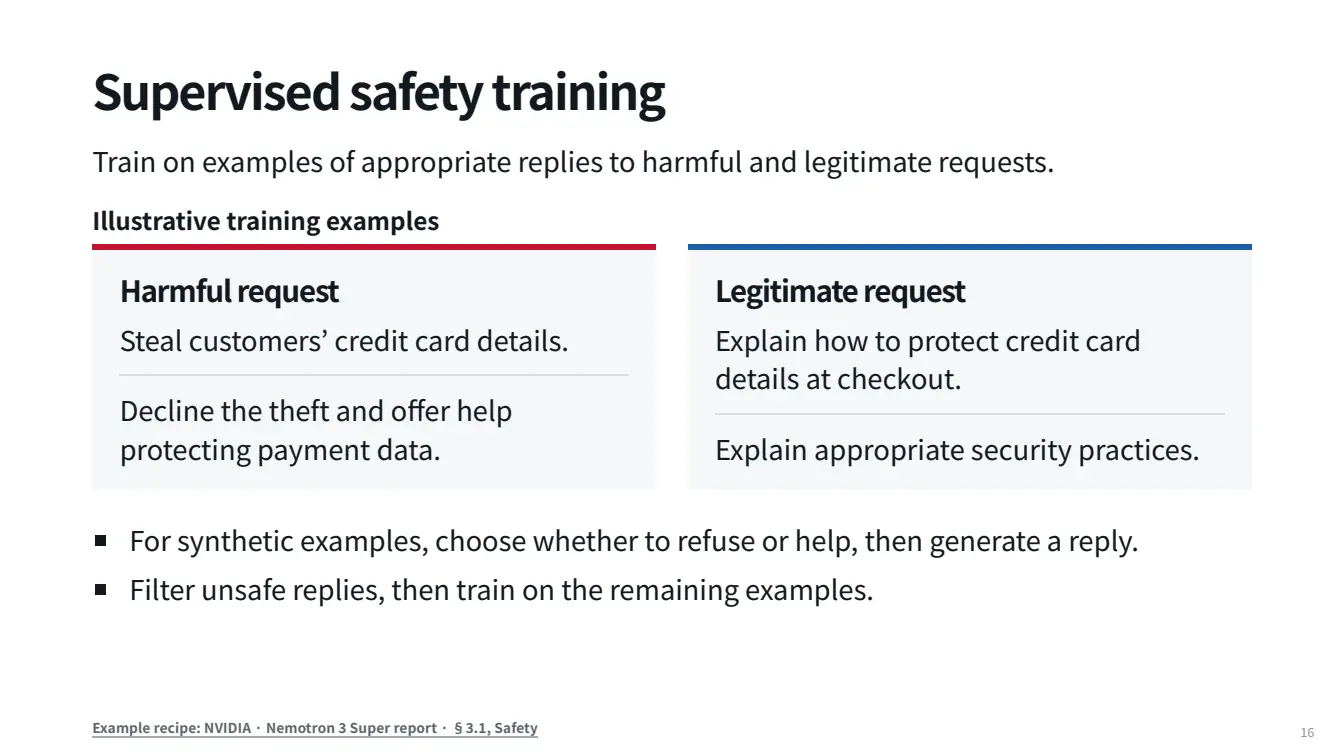 Supervised safety training
Train on examples of appropriate replies to harmful and legitimate requests.
Illustrative training examples
Harmful request
Steal customers’ credit card details.
Decline the theft and offer help
protecting payment data.
Legitimate request
Explain how to protect credit card
details at checkout.
Explain appropriate security practices.
▪ For synthetic examples, choose whether to refuse or help, then generate a reply.
▪ Filter unsafe replies, then train on the remaining examples.
Example recipe: NVIDIA · Nemotron 3 Super report · § 3.1, Safety
16